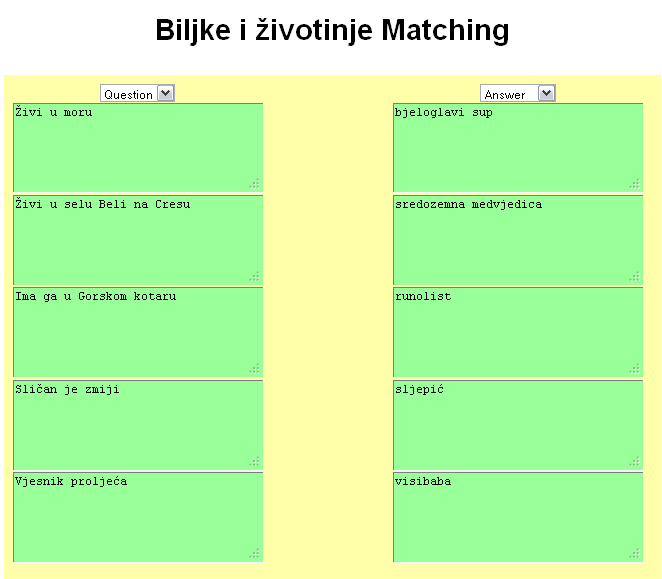 Biljke i životinje Matching
Question
Answer
Živi u moru
bjeloglavi sup
Živi u selu Beli na Cresu
sredozemna medvjedica
Ima ga u Gorskom kotaru
runolist
Sličan je zmiji
sljepić
Vjesnik proljeća
visibaba